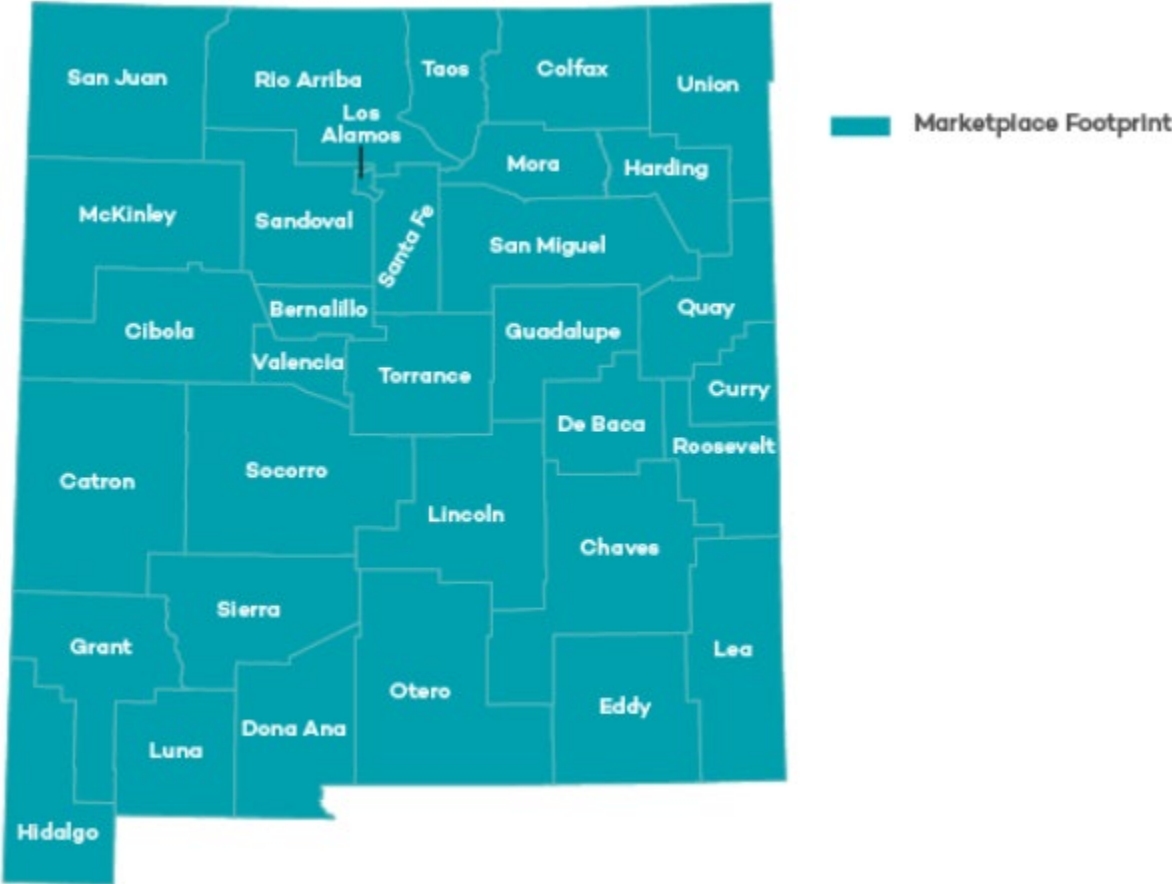 San Juan
Rio Arriba
Taos
Colfax
Union
Los
Alamos
Marketplace Footprint
Mora
Harding
McKinley
Sandoval
Santa Fe
San Miguel
Bernalillo
Quay
Cibola
Guadalupe
Valencia
Torrance
Curry
De Baca
Roosevelt
Catron
Socorro
Lincoln
Chaves
Sierra
Grant
Lea
Otero
Eddy
Dona Ana
Luna
Hidalgo